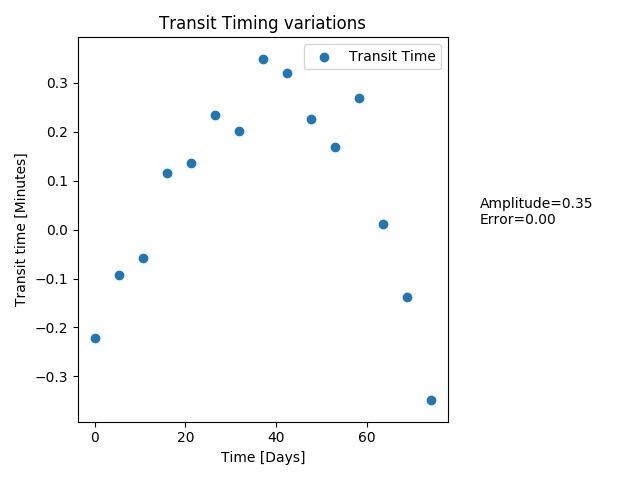 Transit Timing variations
Transit Time
0.3
0.2
0.1
0.0
−0.1
−0.2
−0.3
Transit time [Minutes]
0
20
40
60
Time [Days]
Amplitude=0.35
Error=0.00